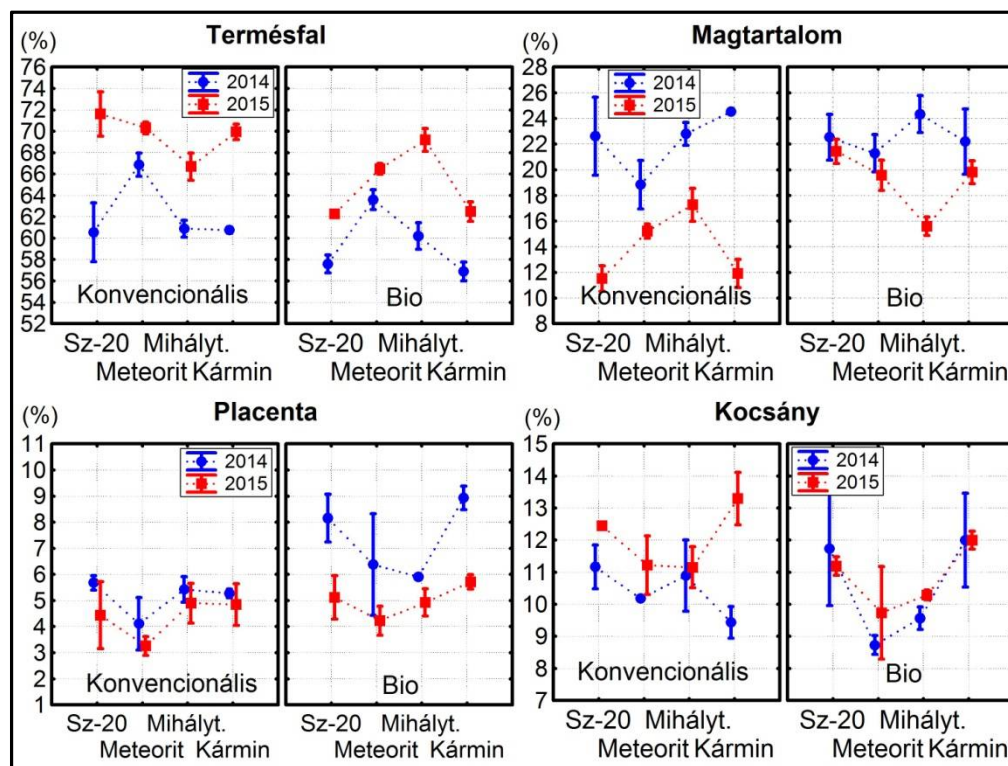 Termésfal
(%)
76
74
72
70
68
66
64
62
60
58
56
54
52
2014
2015
Konvencionális
Bio
Sz-20 Mihályt.
Meteorit Kármin
Sz-20 Mihályt.
Meteorit Kármin
Magtartalom
(%)
28
26
24
22
20
18
16
14
12
10
8
2014
2015
Konvencionális
Bio
Sz-20 Mihályt.
Meteorit Kármin
Sz-20 Mihályt.
Meteorit Kármin
Placenta
(%)
11
10
9
8
7
6
5
4
3
2
1
2014
2015
Konvencionális
Bio
Sz-20 Mihályt.
Meteorit Kármin
Sz-20 Mihályt.
Meteorit Kármin
Kocsány
(%)
15
14
13
12
11
10
9
8
7
2014
2015
Konvencionális
Bio
Sz-20 Mihályt.
Meteorit Kármin
Sz-20 Mihályt.
Meteorit Kármin